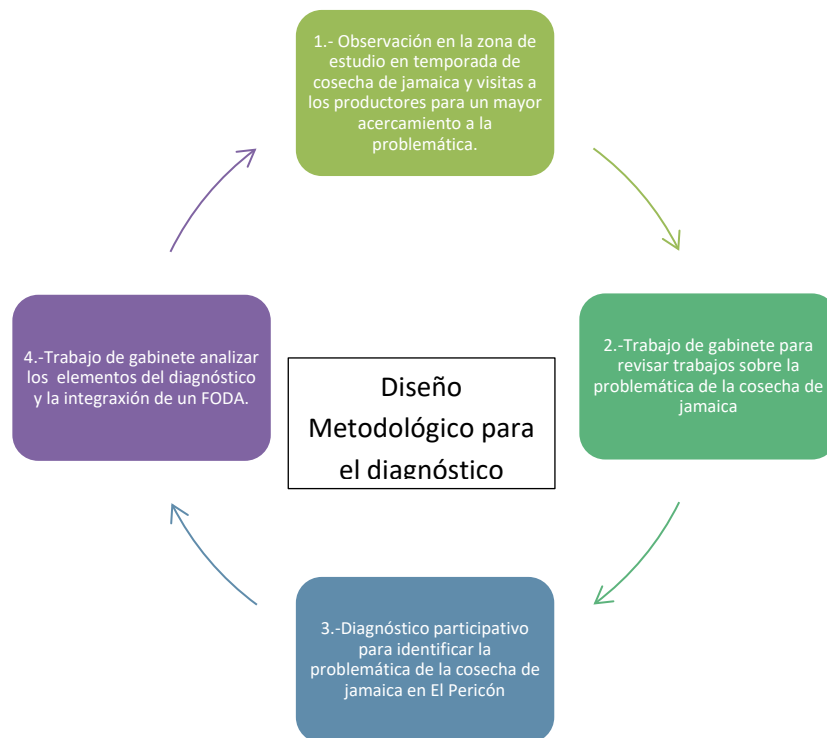 1.- Observación en la zona de
estudio en temporada de
cosecha de jamaica y visitas a
los productores para un mayor
acercamiento a la
problemática.
2.-Trabajo de gabinete para
revisar trabajos sobre la
problemática de la cosecha de
jamaica
3.-Diagnóstico participativo
para identificar la
problemática de la cosecha de
jamaica en El Pericón
4.-Trabajo de gabinete analizar
los elementos del diagnóstico
y la integraxión de un FODA.
Diseño
Metodológico para
el diagnóstico